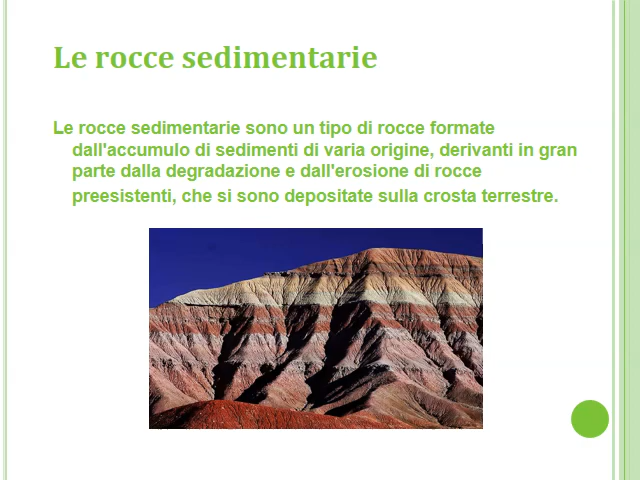 Le rocce sedimentarie
Le rocce sedimentarie sono un tipo di rocce formate
dall'accumulo di sedimenti di varia origine, derivanti in gran
parte dalla degradazione e dall'erosione di rocce
preesistenti, che si sono depositate sulla crosta terrestre.